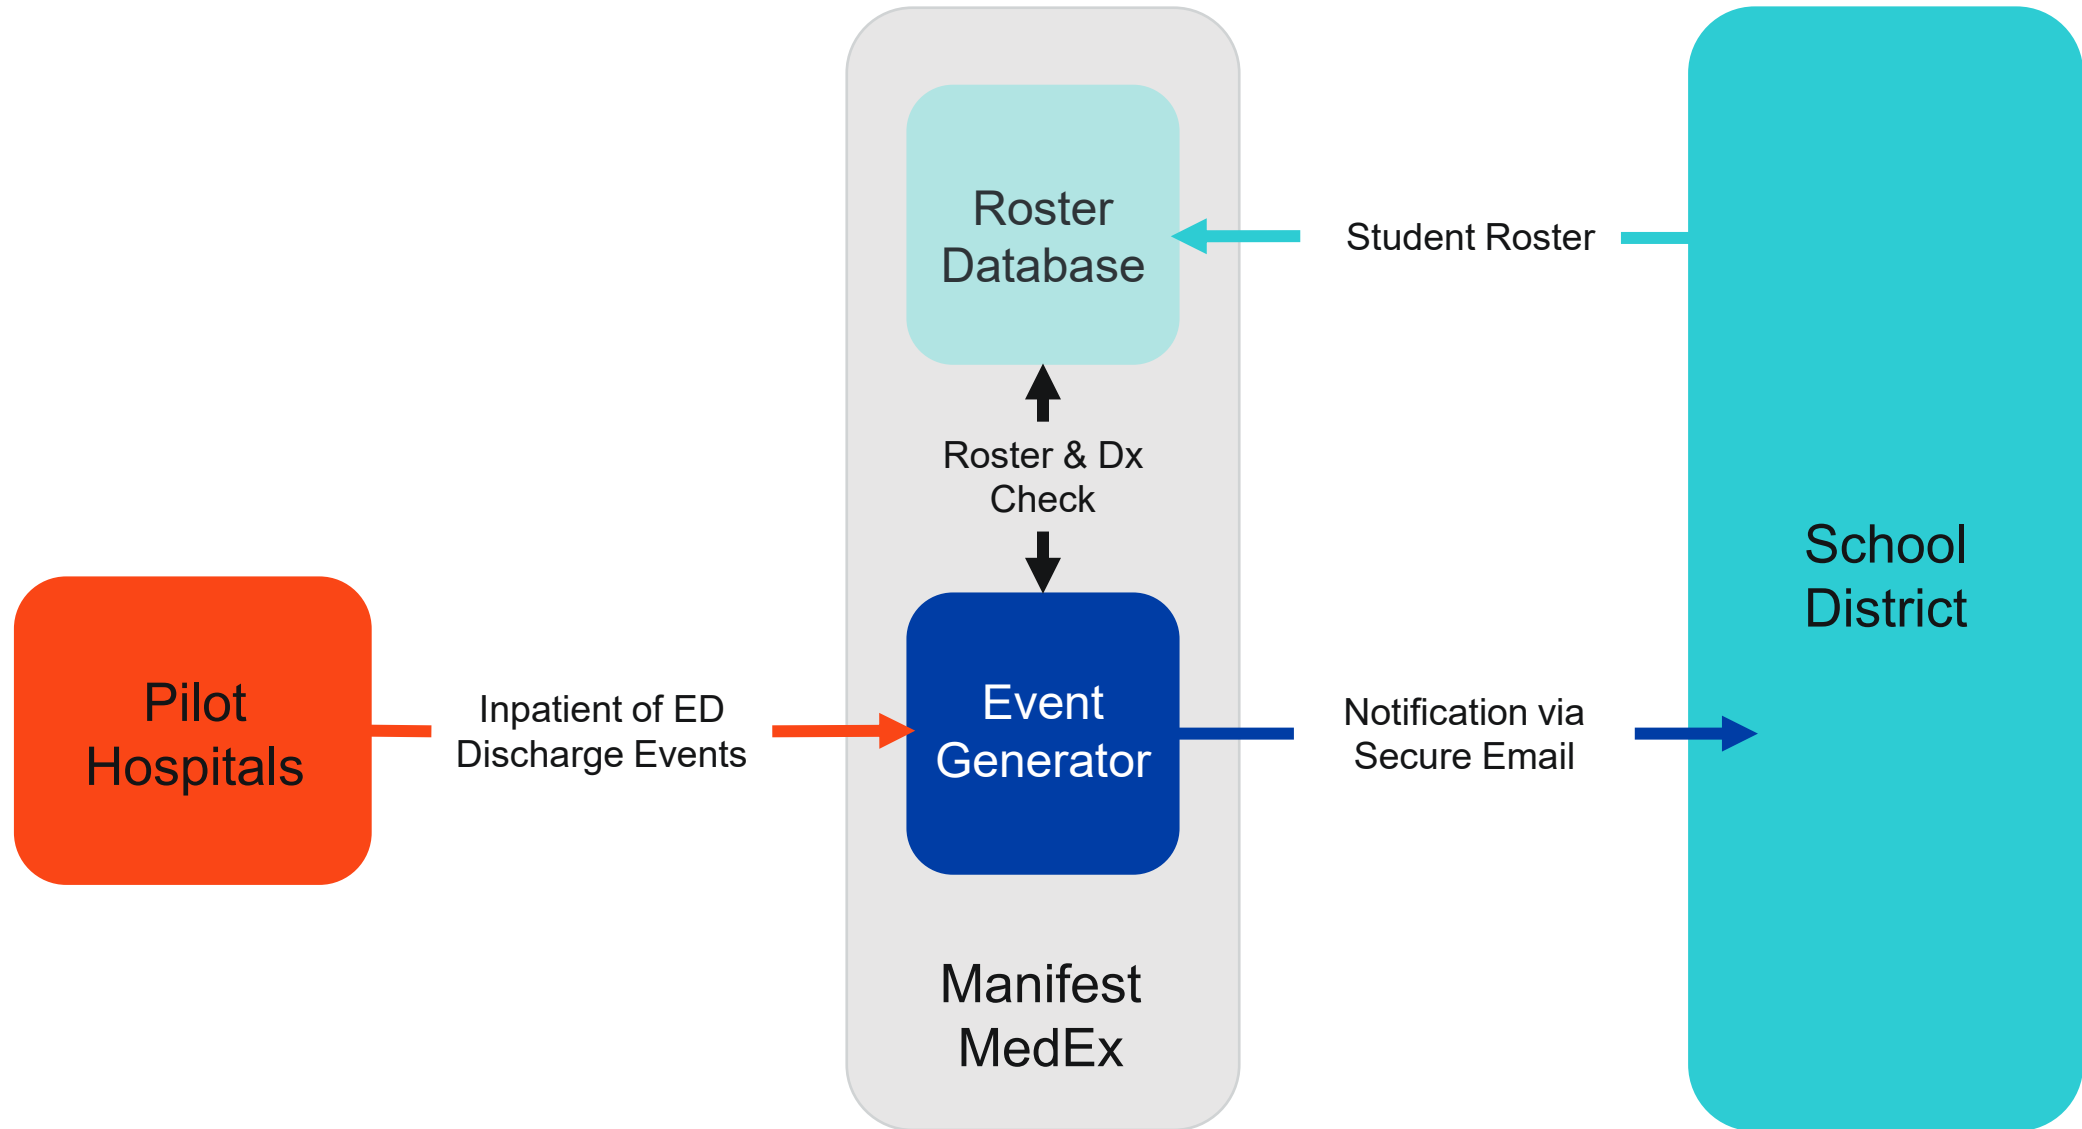 Roster
Database
Student Roster
Roster & Dx
Check
School
District
Pilot
Hospitals
Inpatient of ED
Discharge Events
Event
Generator
Notification via
Secure Email
Manifest
MedEx